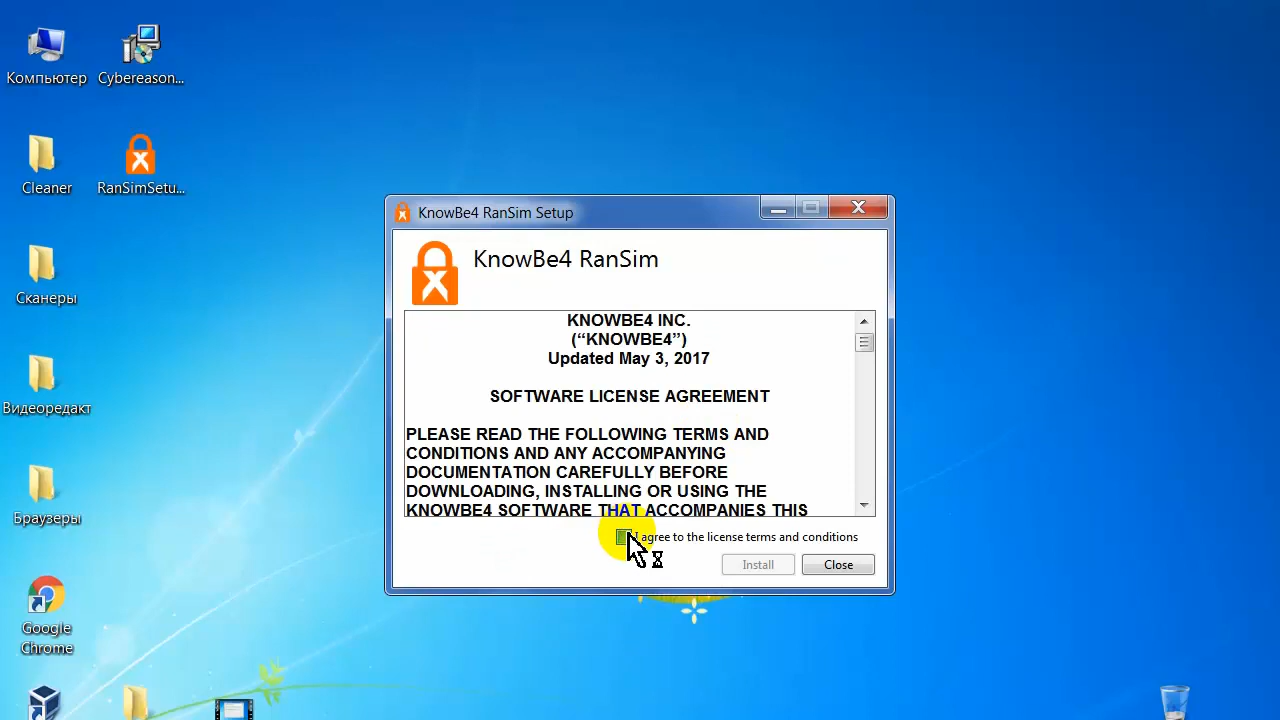 Компьютер
Cybereason...
Cleaner
RanSimSetu...
Сканеры
Видеоредакт
Браузеры
Google
Chrome
KnowBe4 RanSim Setup
KnowBe4 RanSim
KNOWBE4 INC.
(“KNOWBE4”)
Updated May 3, 2017
SOFTWARE LICENSE AGREEMENT
PLEASE READ THE FOLLOWING TERMS AND
CONDITIONS AND ANY ACCOMPANYING
DOCUMENTATION CAREFULLY BEFORE
DOWNLOADING, INSTALLING OR USING THE
KNOWBE4 SOFTWARE THAT ACCOMPANIES THIS
I agree to the license terms and conditions
Install
Close